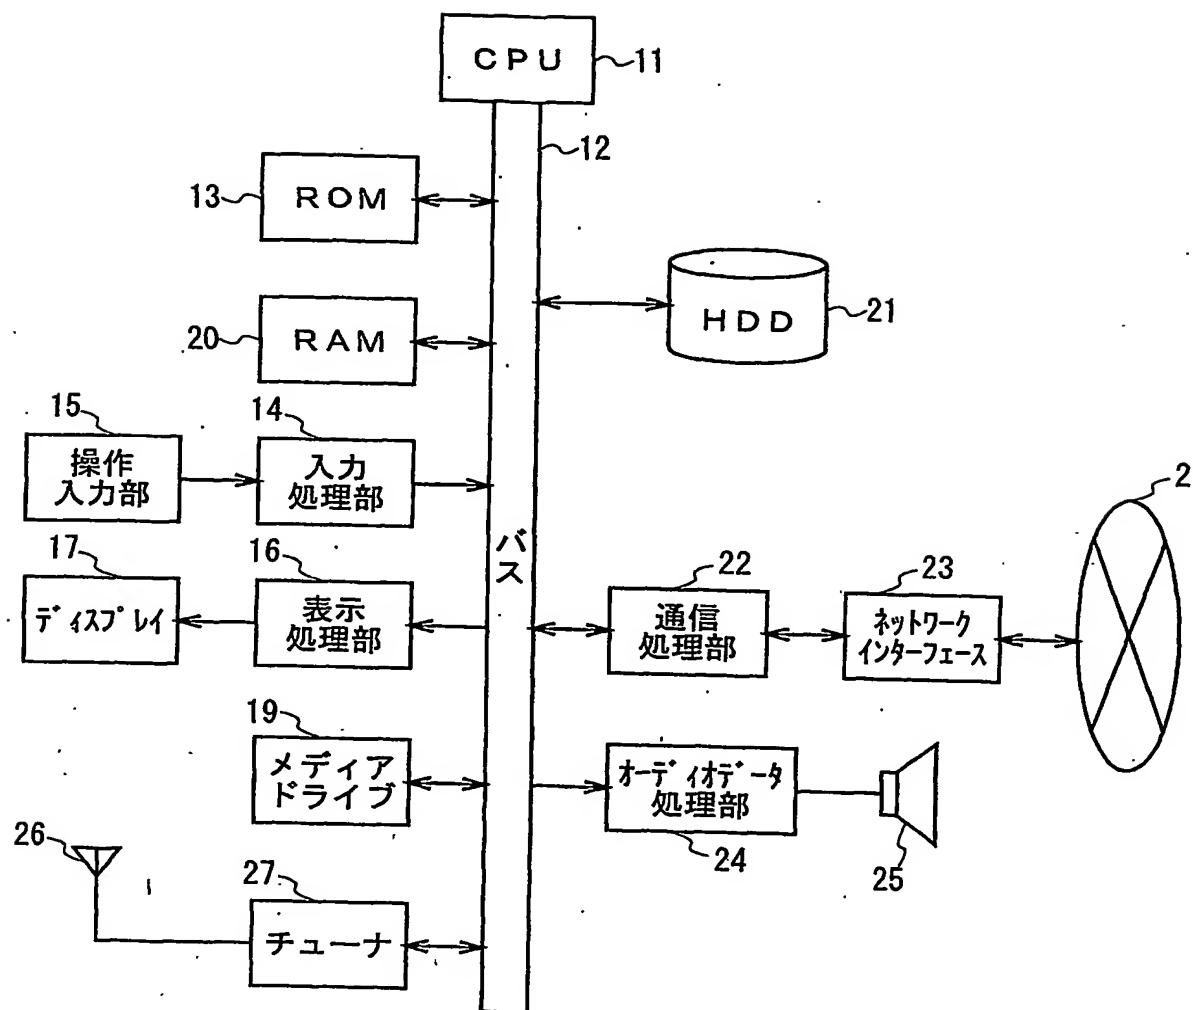 CPU
11
12
ROM
13
HDD
21
RAM
20
15
操作
入力部
14
入力
処理部
バス
17
ディスプレイ
16
表示
処理部
22
通信
処理部
23
ネットワーク
インターフェース
2
19
メディア
ドライブ
オーディオデータ
処理部
24
25
26
27
チューナ